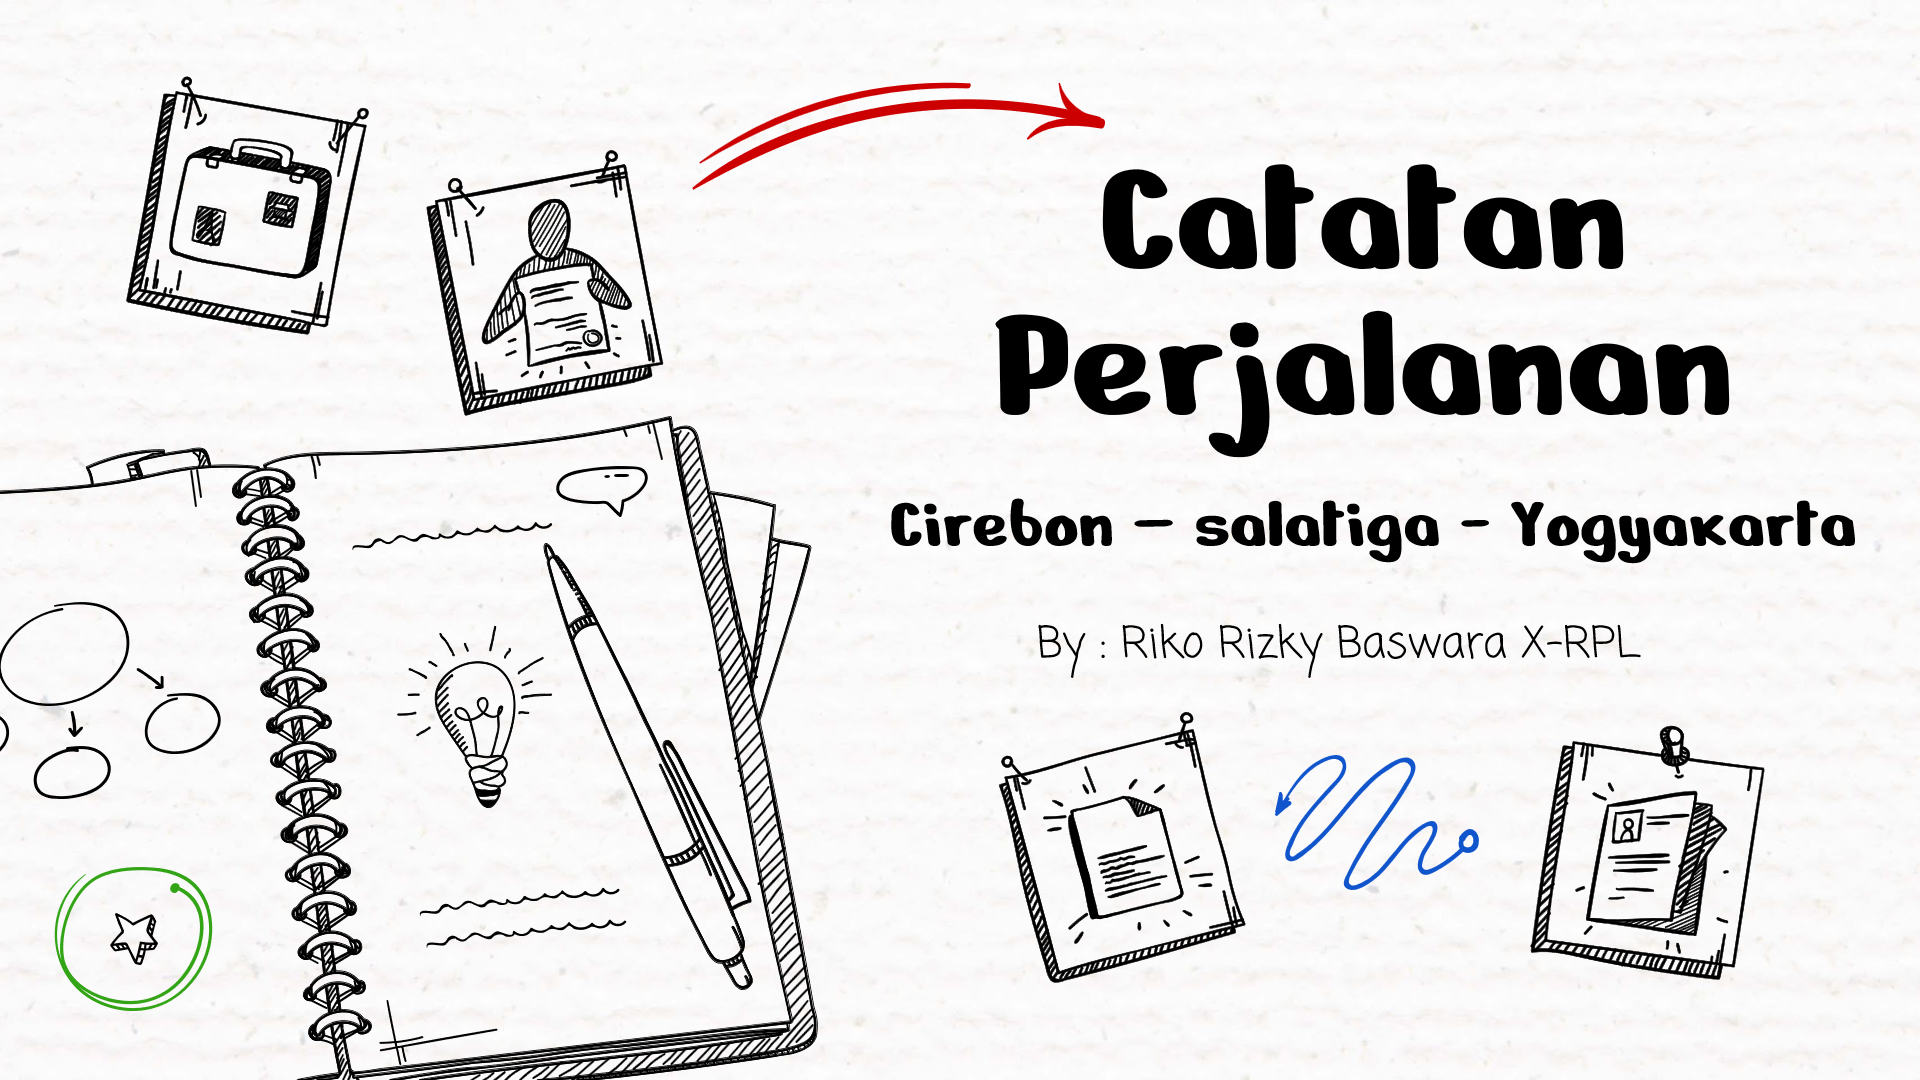 Catatan
Perjalanan
Cirebon – salatiga - Yogyakarta
By : Riko Rizky Baswara X-RPL